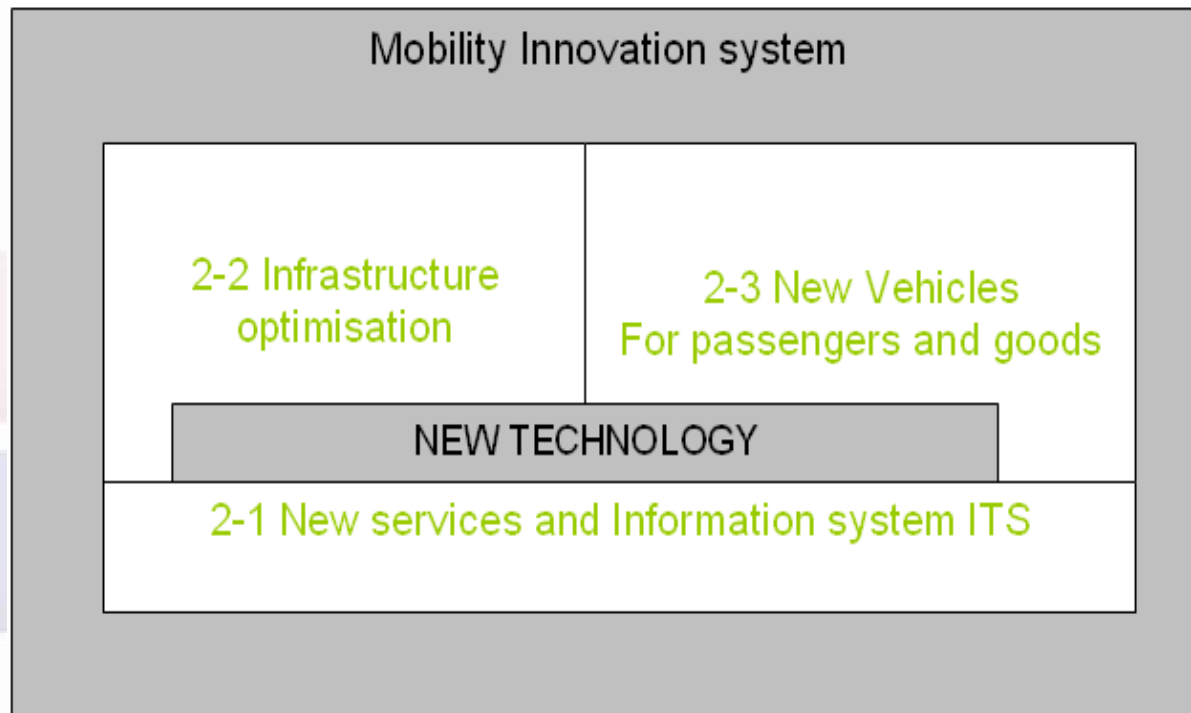 Mobility Innovation system
2-2 Infrastructure
optimisation
2-3 New Vehicles
For passengers and goods
NEW TECHNOLOGY
2-1 New services and Information system ITS